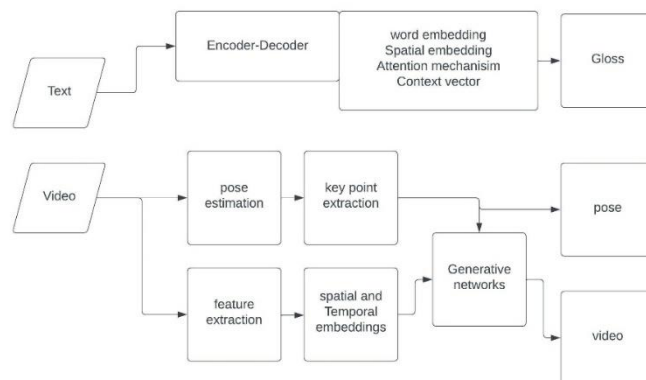 Text
Encoder-Decoder
word embedding
Spatial embedding
Attention mechanisim
Context vector
Gloss
Video
pose
estimation
key point
extraction
pose
feature
extraction
spatial and
Temporal
embeddings
Generative
networks
video